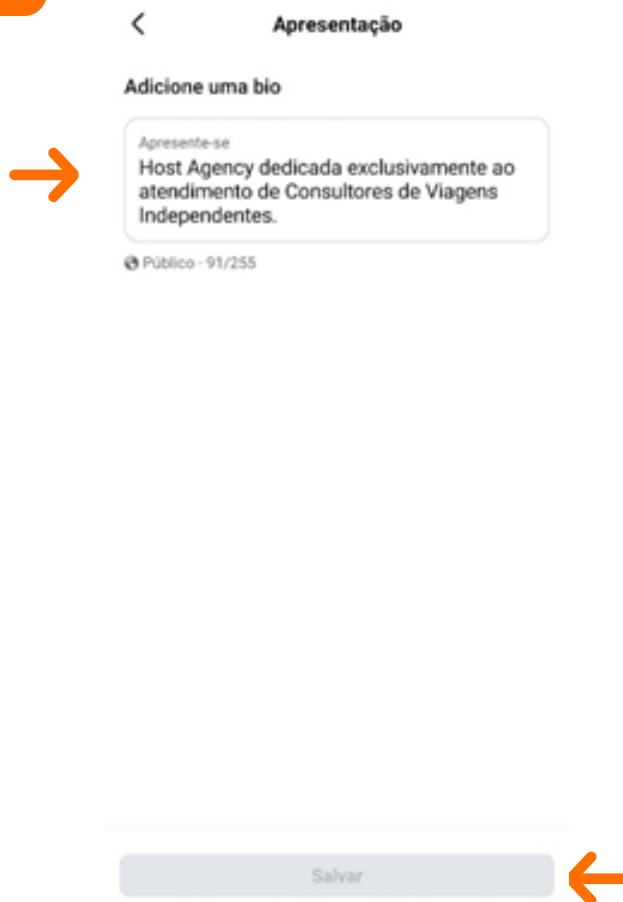 Apresentação
Adicione uma bio
Apresente-se
Host Agency dedicada exclusivamente ao
atendimento de Consultores de Viagens
Independentes.
Público - 91/255
Salvar